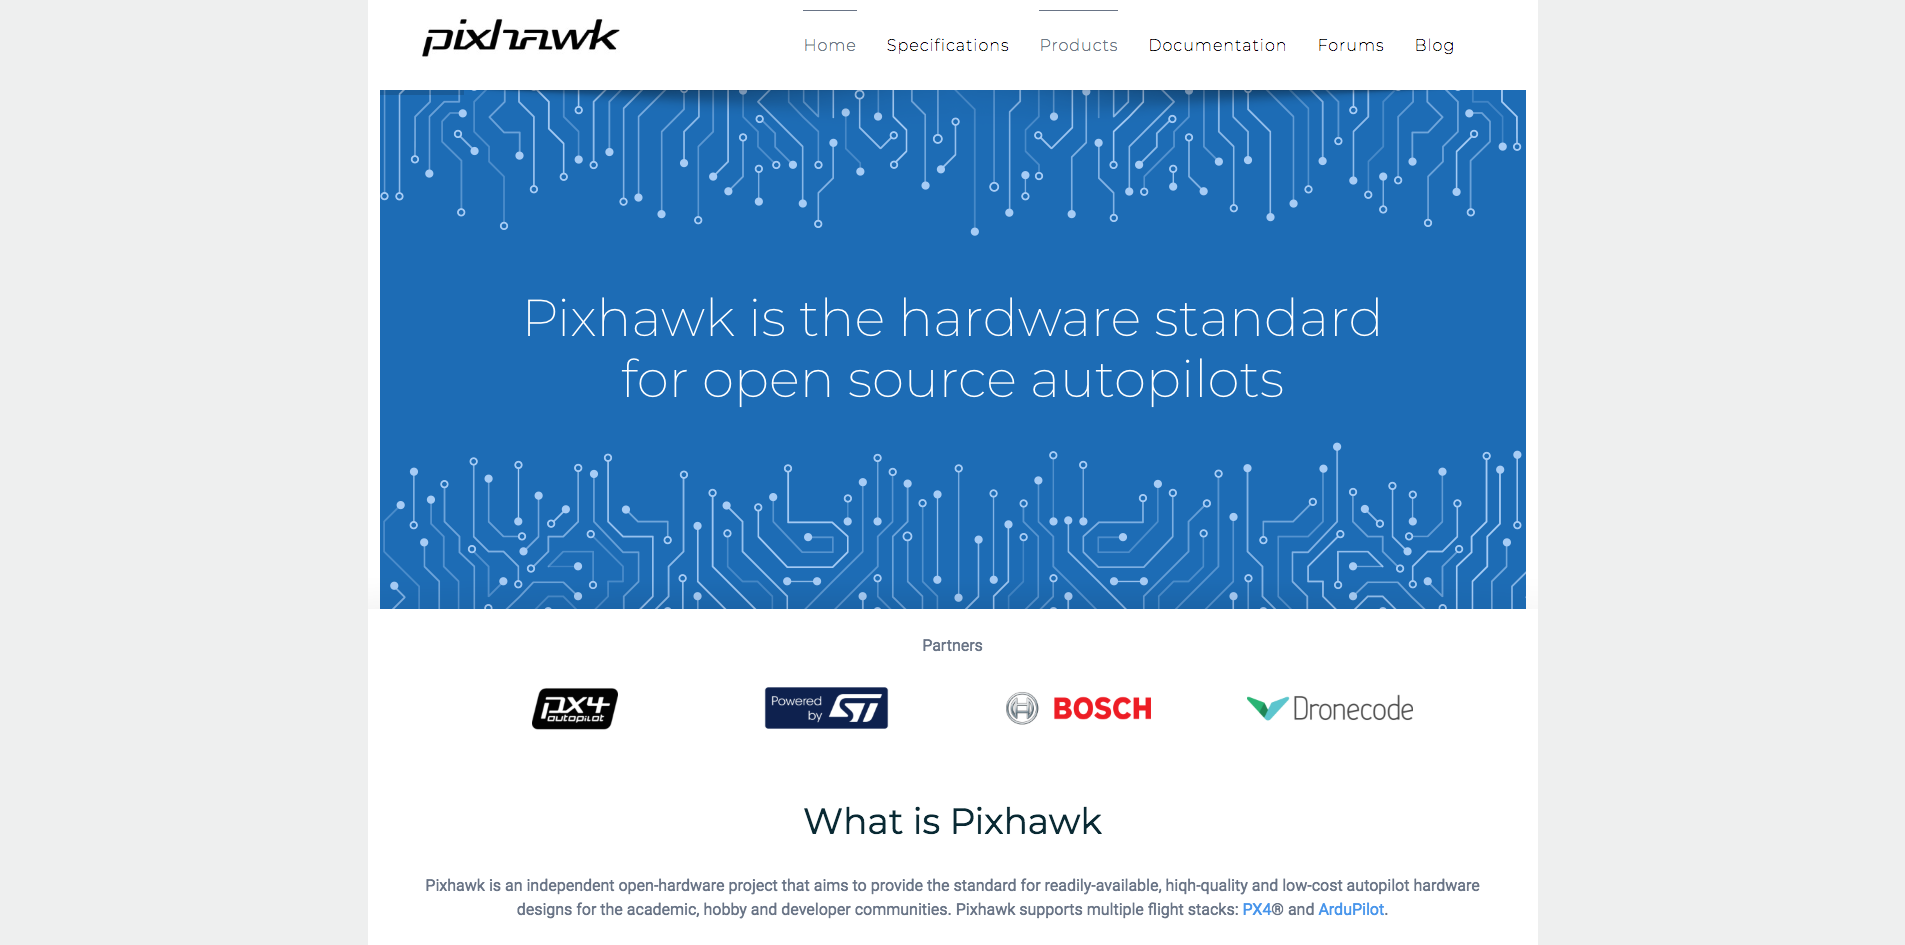 pixhawk
Home Specifications Products Documentation Forums Blog
Pixhawk is the hardware standard
for open source autopilots
Partners
px4
autopilot
Powered
by ST
BOSCH
Dronecode
What is Pixhawk
Pixhawk is an independent open-hardware project that aims to provide the standard for readily-available, hiqh-quality and low-cost autopilot hardware
designs for the academic, hobby and developer communities. Pixhawk supports multiple flight stacks: PX4® and ArduPilot.